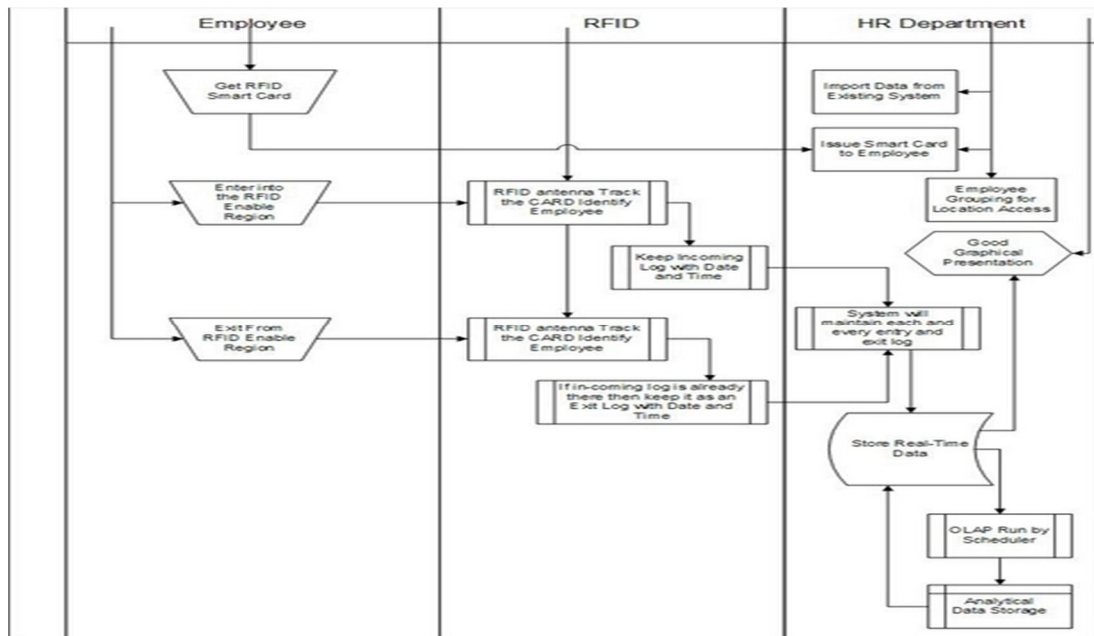 Employee
RFID
HR Department
Get RFID
Smart Card
Import Data from
Existing System
Issue Smart Card
to Employee
Enter into
the RFID
Enable
Region
RFID antenna Track
the CARD Identify
Employee
Employee
Grouping for
Location Access
Good
Graphical
Presentation
Keep Incoming
Log with Date
and Time
Exit From
RFID Enable
Region
RFID antenna Track
the CARD Identify
Employee
System will
maintain each and
every entry and
exit log
If in-coming log is already
there then keep it as an
Exit Log with Date and
Time
Store Real-Time
Data
OLAP Run by
Scheduler
Analytical
Data Storage